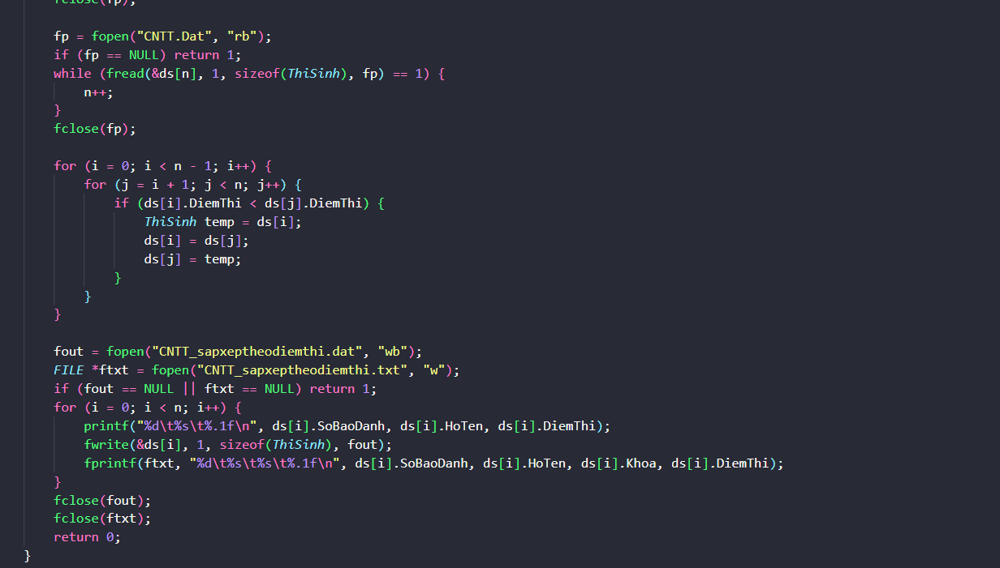 fclose(fp);
fp = fopen("CNTT.Dat", "rb");
if (fp == NULL) return 1;
while (fread(&ds[n], 1, sizeof(ThiSinh), fp) == 1) {
n++;
}
fclose(fp);
for (i = 0; i < n - 1; i++) {
for (j = i + 1; j < n; j++) {
if (ds[i].DiemThi < ds[j].DiemThi) {
ThiSinh temp = ds[i];
ds[i] = ds[j];
ds[j] = temp;
}
}
}
fout = fopen("CNTT_sapxeptheodiemthi.dat", "wb");
FILE *ftxt = fopen("CNTT_sapxeptheodiemthi.txt", "w");
if (fout == NULL || ftxt == NULL) return 1;
for (i = 0; i < n; i++) {
printf("%d\t%s\t%.1f\n", ds[i].SoBaoDanh, ds[i].HoTen, ds[i].DiemThi);
fwrite(&ds[i], 1, sizeof(ThiSinh), fout);
fprintf(ftxt, "%d\t%s\t%s\t%.1f\n", ds[i].SoBaoDanh, ds[i].HoTen, ds[i].Khoa, ds[i].DiemThi);
}
fclose(fout);
fclose(ftxt);
return 0;
}